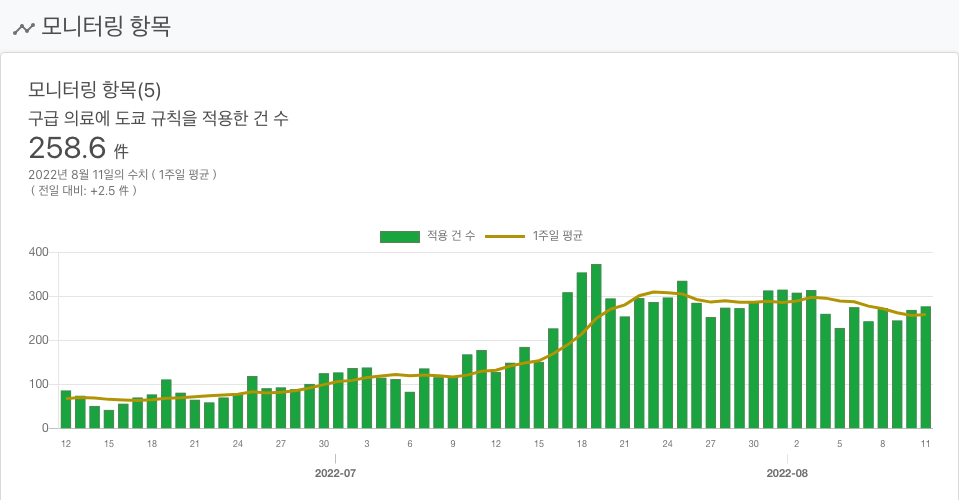 모니터링 항목
모니터링 항목(5)
구급 의료에 도쿄 규칙을 적용한 건 수
258.6 件
2022년 8월 11일의 수치 ( 1주일 평균 )
( 전일 대비: +2.5 件 )
적용 건 수 1주일 평균
400
300
200
100
0
12 15 18 21 24 27 30 3 6 9 12 15 18 21 24 27 30 2 5 8 11
2022-07 2022-08